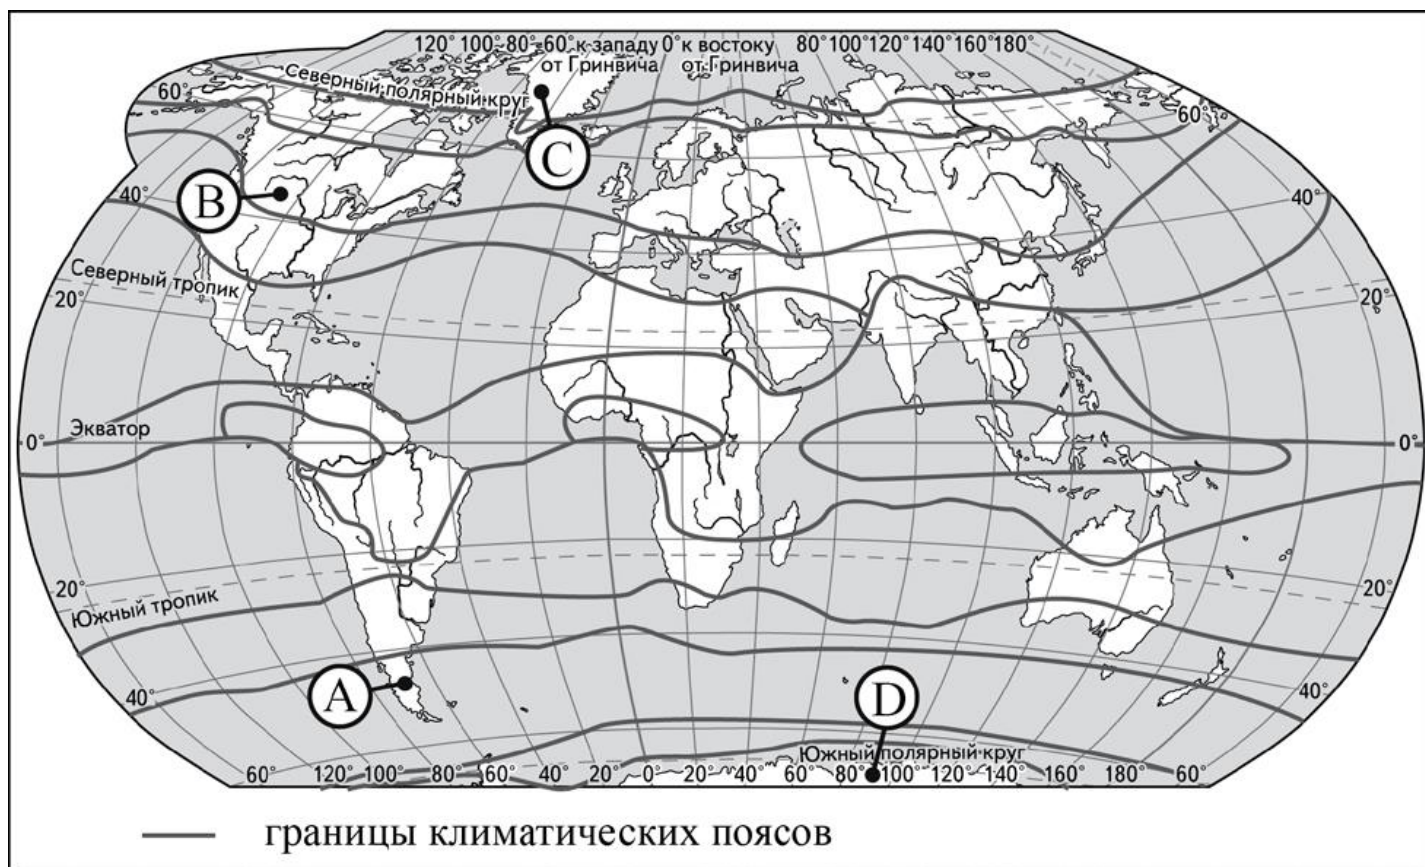 120° 100° 80° 60° к западу 0° к востоку 80° 100° 120° 140° 160° 180°
от Гринвича от Гринвича
Северный полярный круг
60° 60°
C
B
40° 40°
Северный тропик
20° 20°
Экватор
0° 0°
20° 20°
Южный тропик
A D
40° 40°
Южный полярный круг
60° 120° 100° 80° 60° 40° 20° 0° 20° 40° 60° 80° 100° 120° 140° 160° 180° 60°
границы климатических поясов